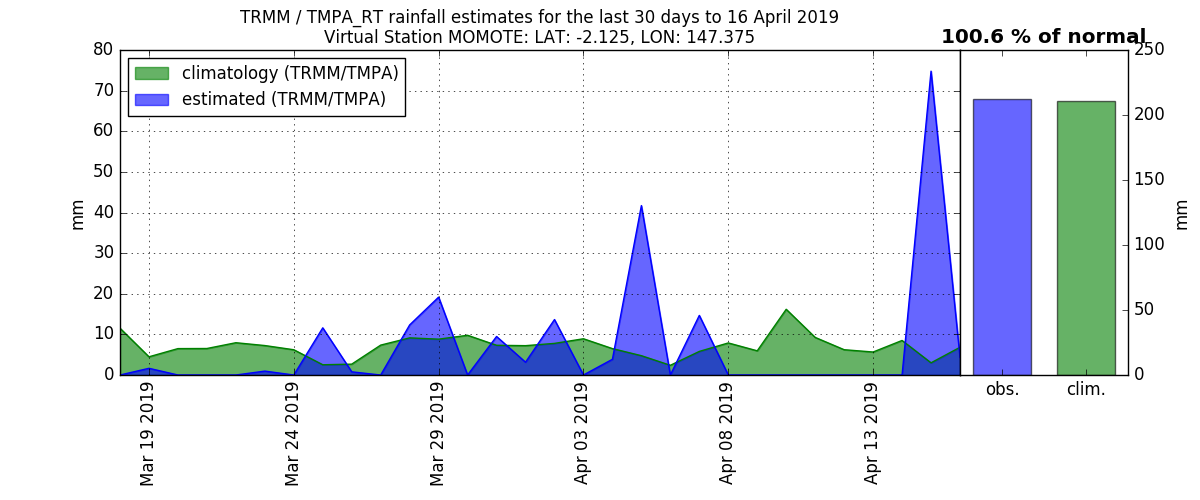 TRMM / TMPA_RT rainfall estimates for the last 30 days to 16 April 2019
Virtual Station MOMOTE: LAT: -2.125, LON: 147.375
100.6 % of normal
climatology (TRMM/TMPA)
estimated (TRMM/TMPA)
80
70
60
50
40
30
20
10
0
mm
250
200
150
100
50
0
mm
Mar 19 2019
Mar 24 2019
Mar 29 2019
Apr 03 2019
Apr 08 2019
Apr 13 2019
obs.
clim.